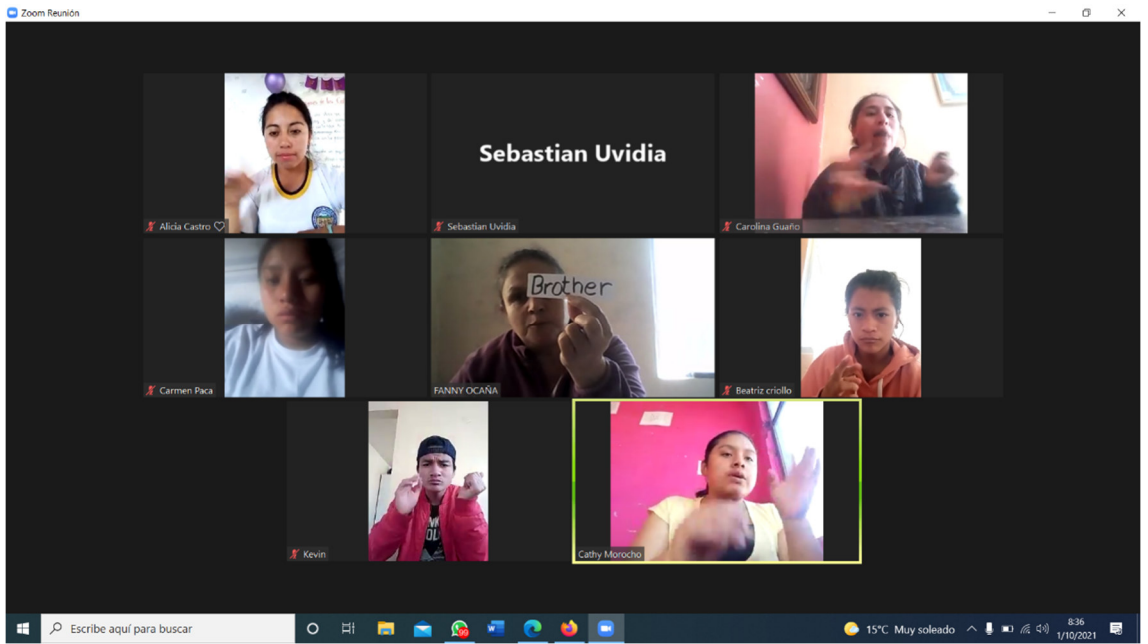 Zoom Reunión
Alicia Castro
Sebastian Uvidia
Sebastian Uvidia
Carolina Guaño
Carmen Paca
Brother
FANNY OCAÑA
Beatriz criollo
Kevin
Cathy Morocho
Escribe aquí para buscar
99
15°C Muy soleado
8:36
1/10/2021